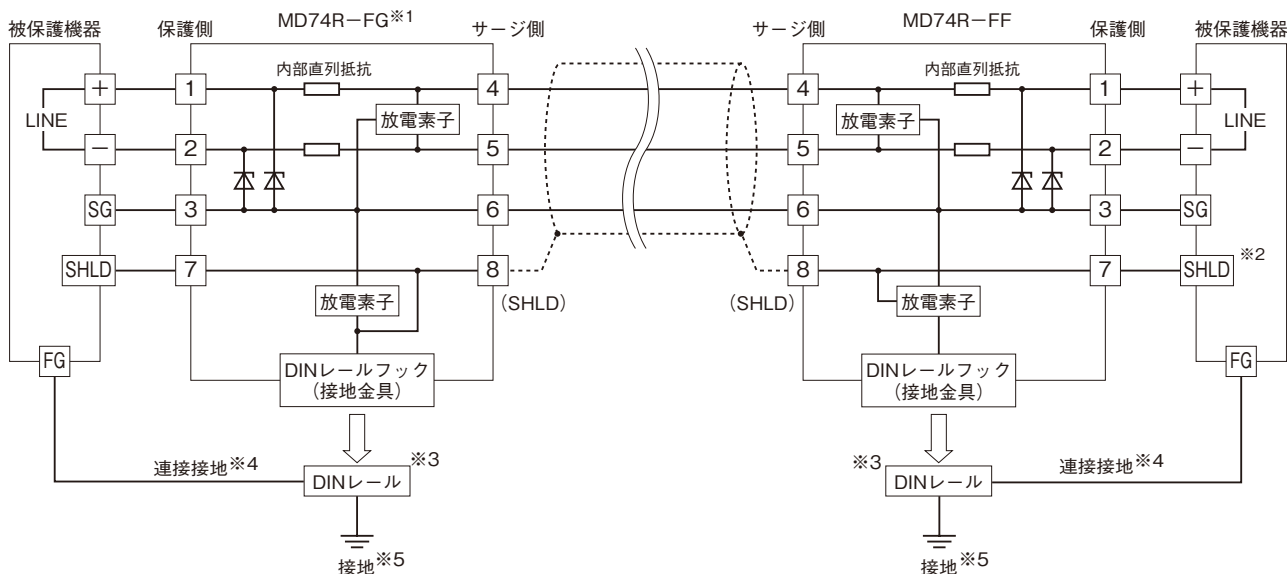 MD74R－FG※1
MD74R－FF
被保護機器
保護側
サージ側
サージ側
保護側
被保護機器
内部直列抵抗
内部直列抵抗
＋
1
4
4
1
＋
LINE
放電素子
放電素子
LINE
－
2
5
5
2
－
SG
3
6
6
3
SG
SHLD
7
8
8
7
SHLD
※2
放電素子
（SHLD）
（SHLD）
放電素子
FG
DINレールフック
（接地金具）
DINレールフック
（接地金具）
FG
連接接地※4
※3
DINレール
※3
DINレール
連接接地※4
接地※5
接地※5